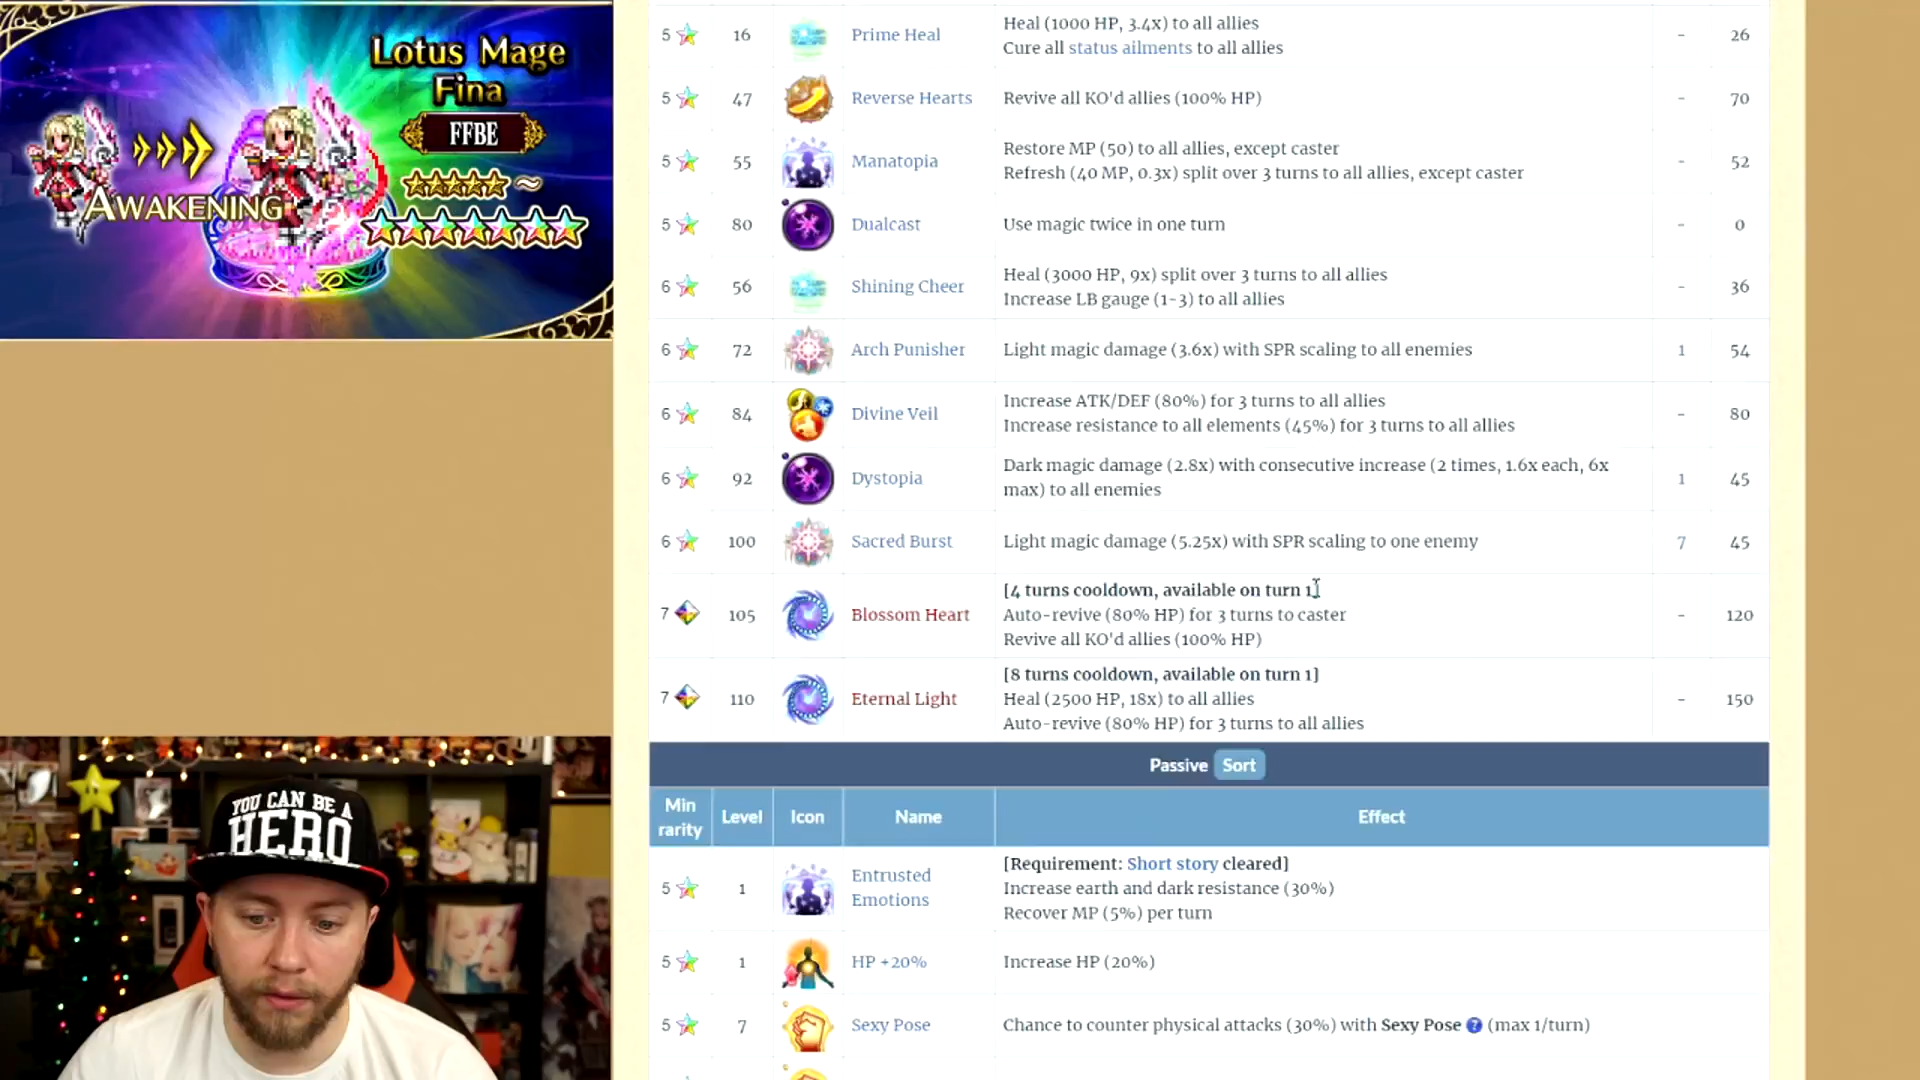 Lotus Mage
Fina
FFBE
AWAKENING
YOU CAN BE A
HERO
5 16 Prime Heal Heal (1000 HP, 3.4x) to all allies - 26
Cure all status ailments to all allies
5 47 Reverse Hearts Revive all KO'd allies (100% HP) - 70
5 55 Manatopia Restore MP (50) to all allies, except caster - 52
Refresh (40 MP, 0.3x) split over 3 turns to all allies, except caster
5 80 Dualcast Use magic twice in one turn - 0
6 56 Shining Cheer Heal (3000 HP, 9x) split over 3 turns to all allies - 36
Increase LB gauge (1-3) to all allies
6 72 Arch Punisher Light magic damage (3.6x) with SPR scaling to all enemies 1 54
6 84 Divine Veil Increase ATK/DEF (80%) for 3 turns to all allies - 80
Increase resistance to all elements (45%) for 3 turns to all allies
6 92 Dystopia Dark magic damage (2.8x) with consecutive increase (2 times, 1.6x each, 6x 1 45
max) to all enemies
6 100 Sacred Burst Light magic damage (5.25x) with SPR scaling to one enemy 7 45
[4 turns cooldown, available on turn 1]
7 105 Blossom Heart Auto-revive (80% HP) for 3 turns to caster - 120
Revive all KO'd allies (100% HP)
[8 turns cooldown, available on turn 1]
7 110 Eternal Light Heal (2500 HP, 18x) to all allies - 150
Auto-revive (80% HP) for 3 turns to all allies
Passive Sort
Min rarity Level Icon Name Effect
[Requirement: Short story cleared]
5 1 Entrusted Emotions Increase earth and dark resistance (30%)
Recover MP (5%) per turn
5 1 HP +20% Increase HP (20%)
5 7 Sexy Pose Chance to counter physical attacks (30%) with Sexy Pose ? (max 1/turn)